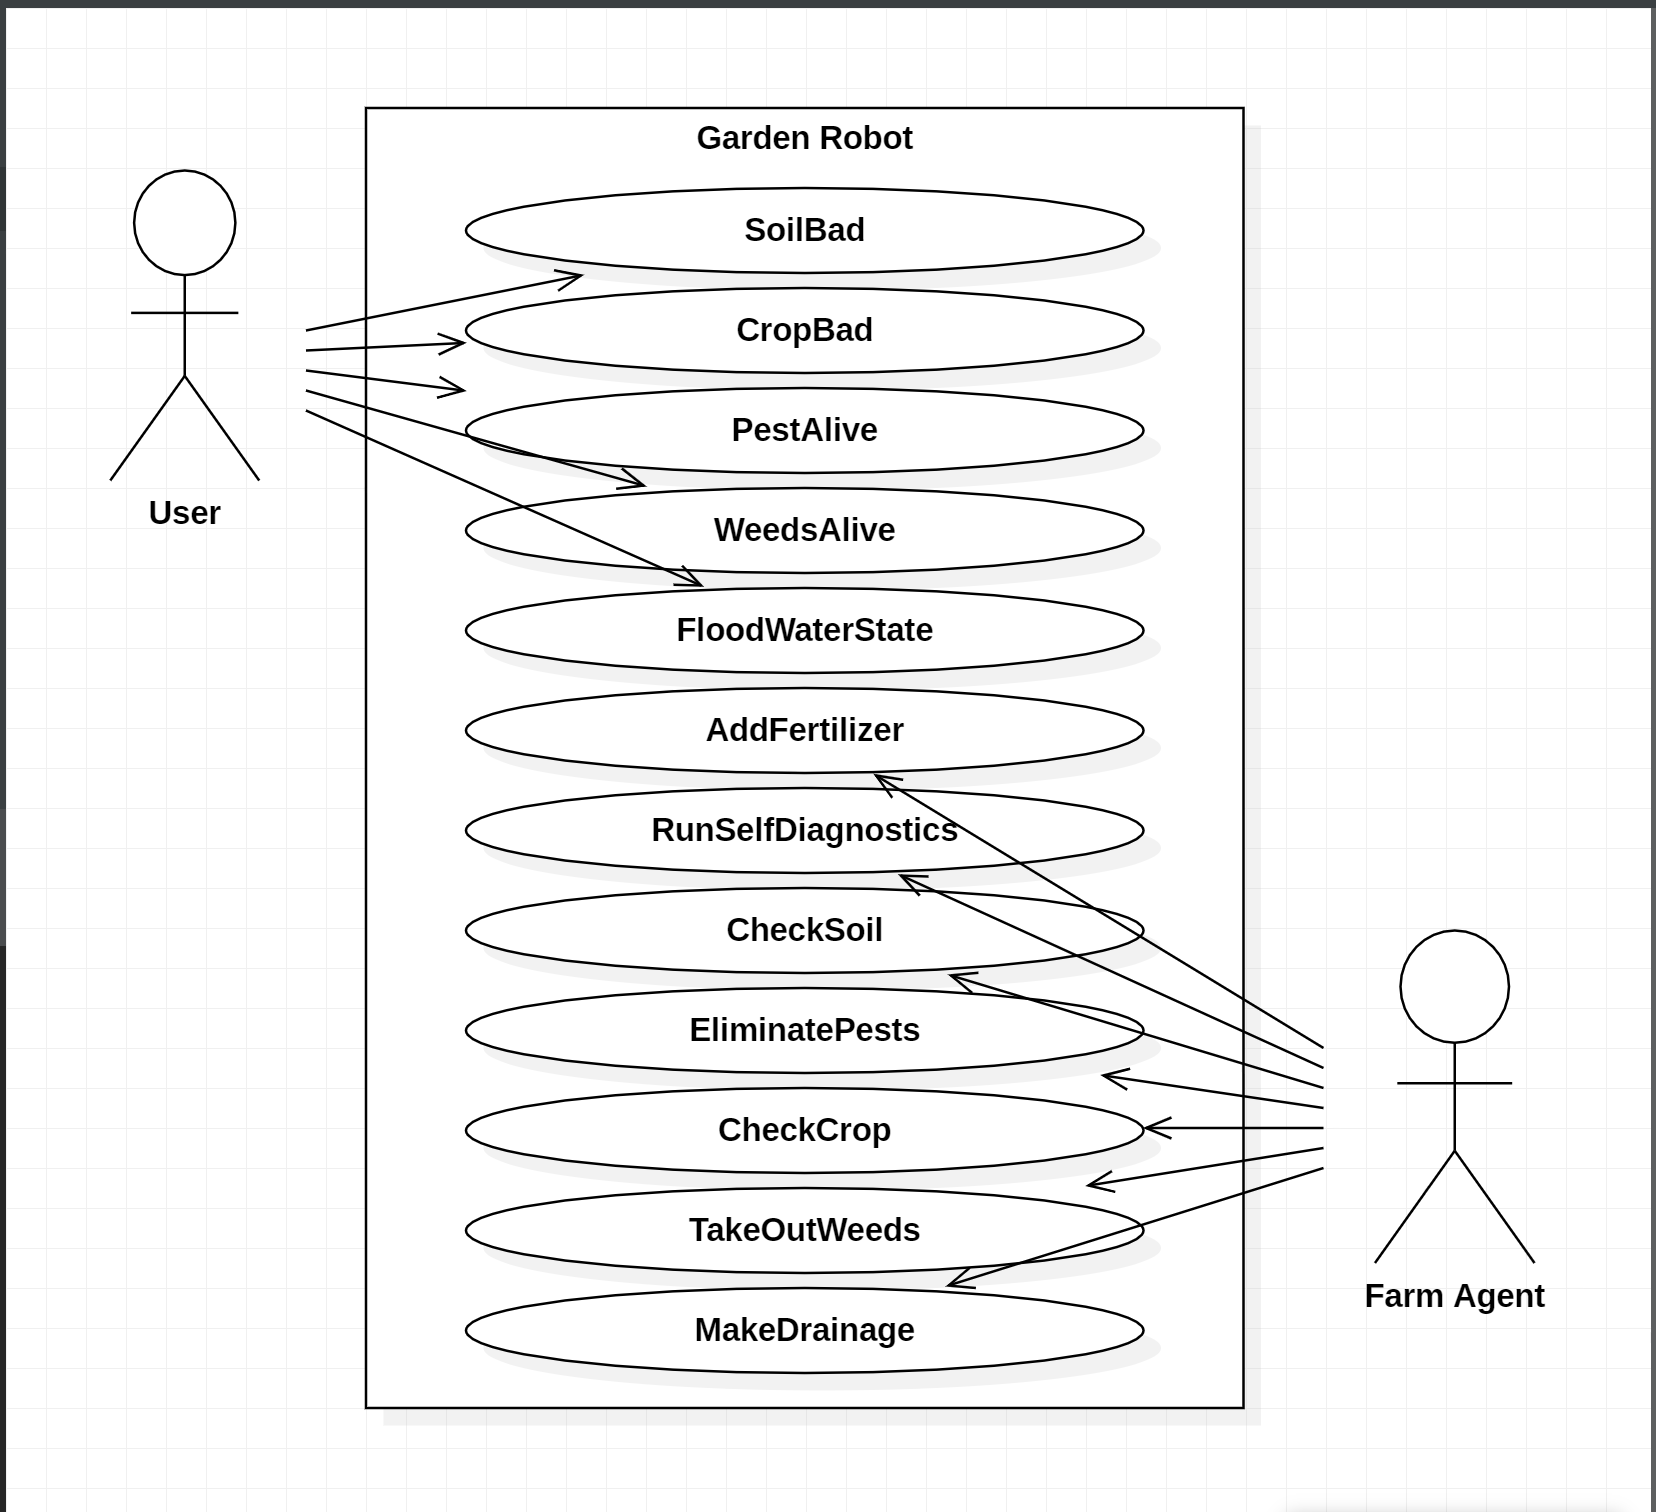 Garden Robot
SoilBad
CropBad
PestAlive
WeedsAlive
User
FloodWaterState
AddFertilizer
RunSelfDiagnostics
CheckSoil
EliminatePests
CheckCrop
TakeOutWeeds
Farm Agent
MakeDrainage